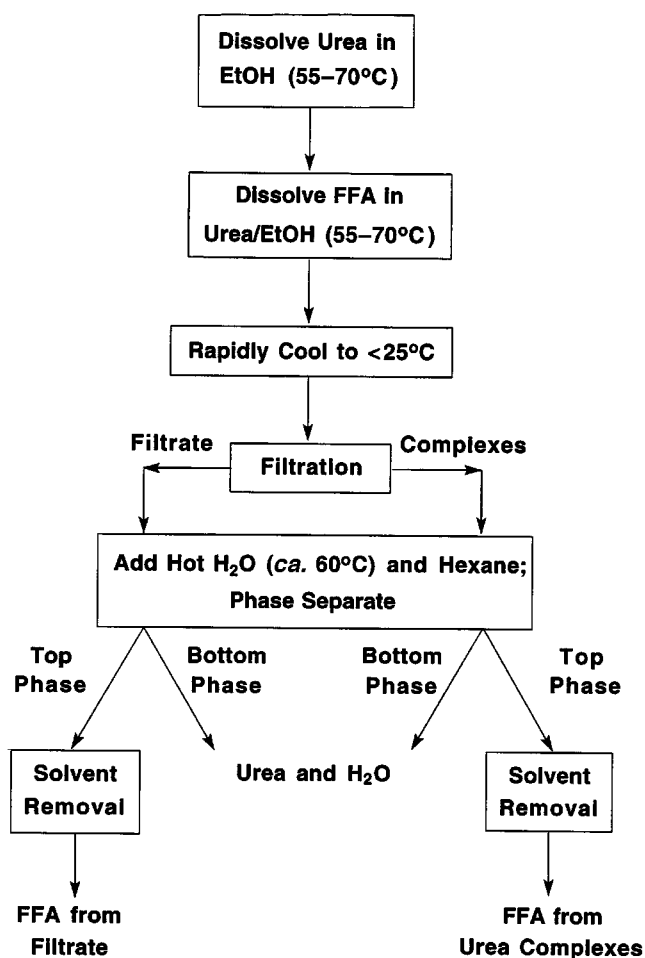 Dissolve Urea in
EtOH (55–70°C)
Dissolve FFA in
Urea/EtOH (55–70°C)
Rapidly Cool to <25°C
Filtrate
Complexes
Filtration
Add Hot H₂O (ca. 60°C) and Hexane;
Phase Separate
Top
Phase
Bottom
Phase
Bottom
Phase
Top
Phase
Solvent
Removal
Urea and H₂O
Solvent
Removal
FFA from
Filtrate
FFA from
Urea Complexes